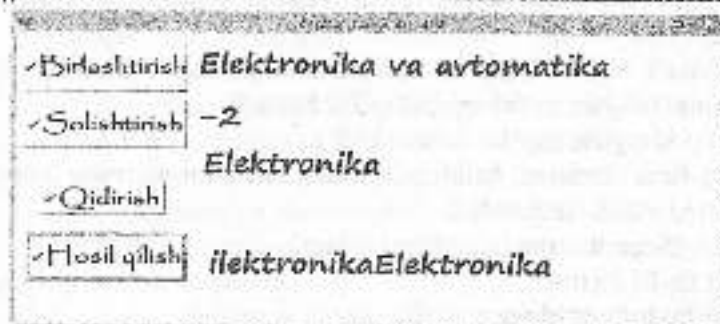 Birlashtirish Elektronika va avtomatika
Solishtirish -2
Elektronika
Qidirish
Hosil qilish ilektronikaElektronika